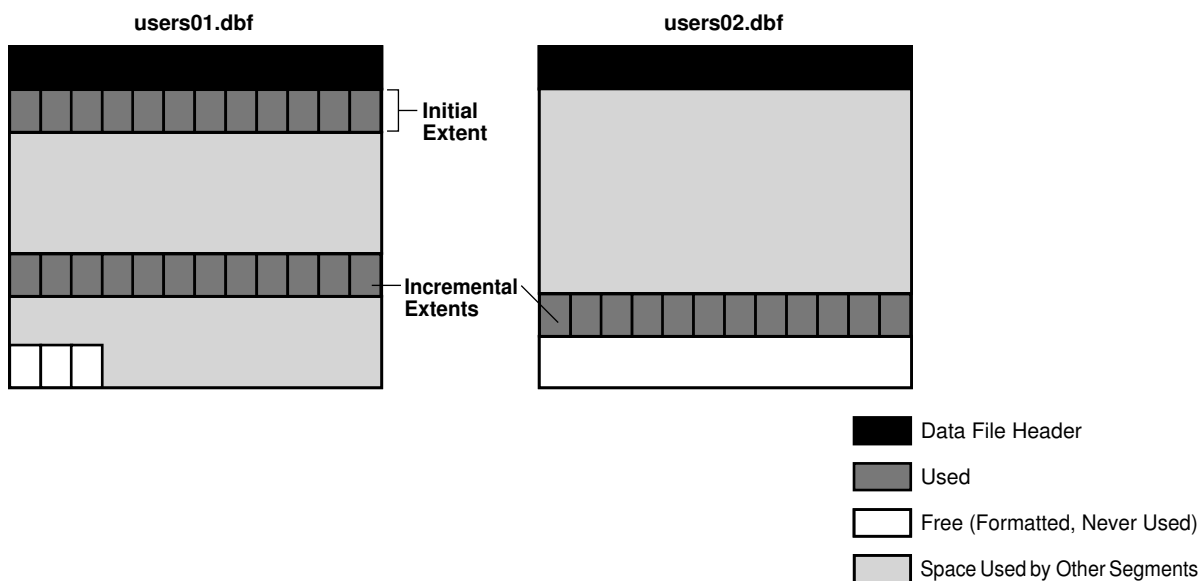 users01.dbf
users02.dbf
Initial
Extent
Incremental
Extents
Data File Header
Used
Free (Formatted, Never Used)
Space Used by Other Segments